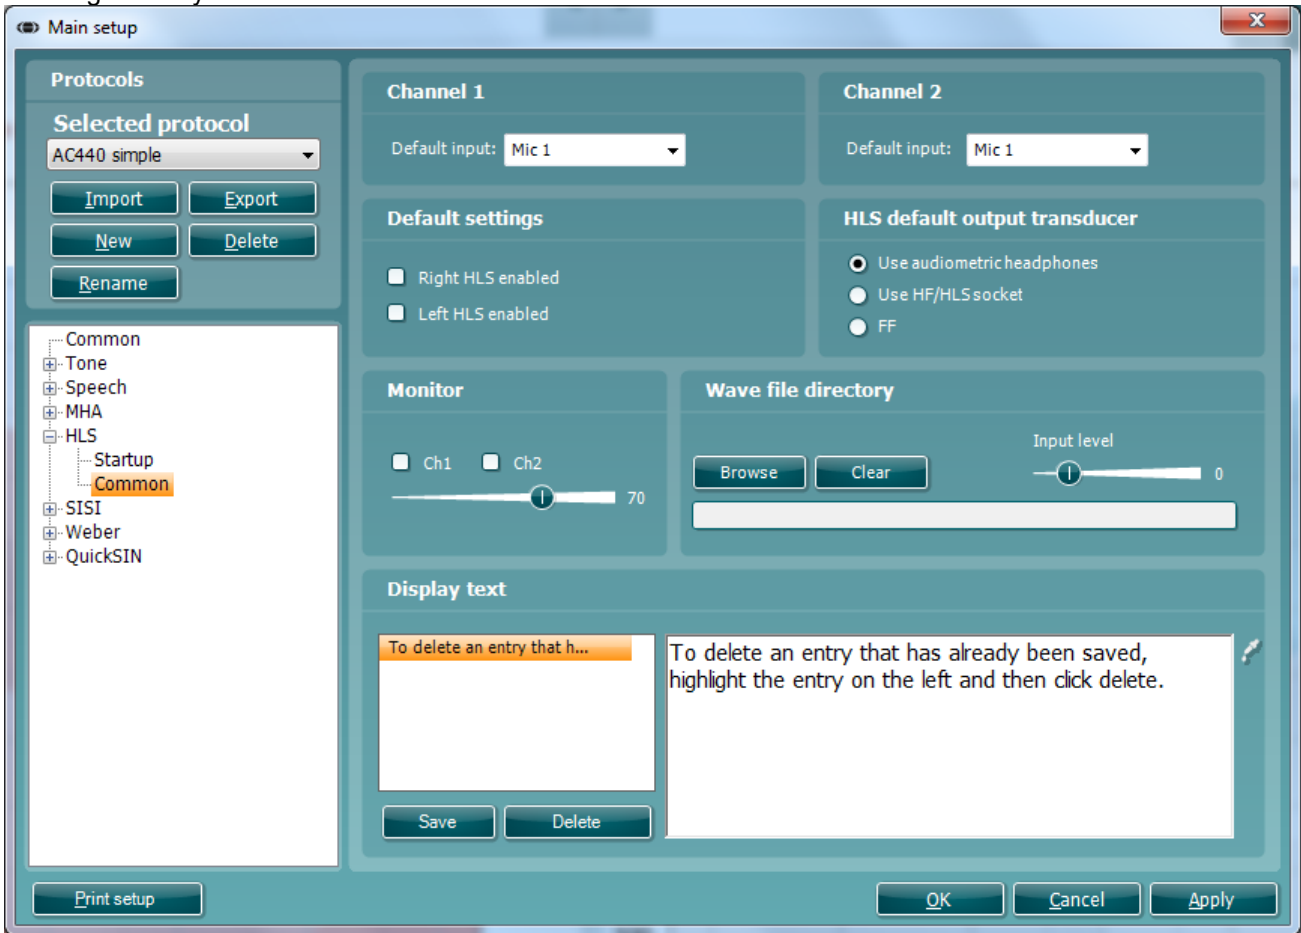 Main setup
Protocols
Selected protocol
AC440 simple
Import Export
New Delete
Rename
Common
Tone
Speech
MHA
HLS
Startup
Common
SISI
Weber
QuickSIN
Channel 1
Default input: Mic 1
Channel 2
Default input: Mic 1
Default settings
Right HLS enabled
Left HLS enabled
HLS default output transducer
Use audiometric headphones
Use HF/HLS socket
FF
Monitor
Ch1 Ch2
70
Wave file directory
Input level
Browse Clear
0
Display text
To delete an entry that h...
To delete an entry that has already been saved,
highlight the entry on the left and then click delete.
Save Delete
Print setup
OK Cancel Apply